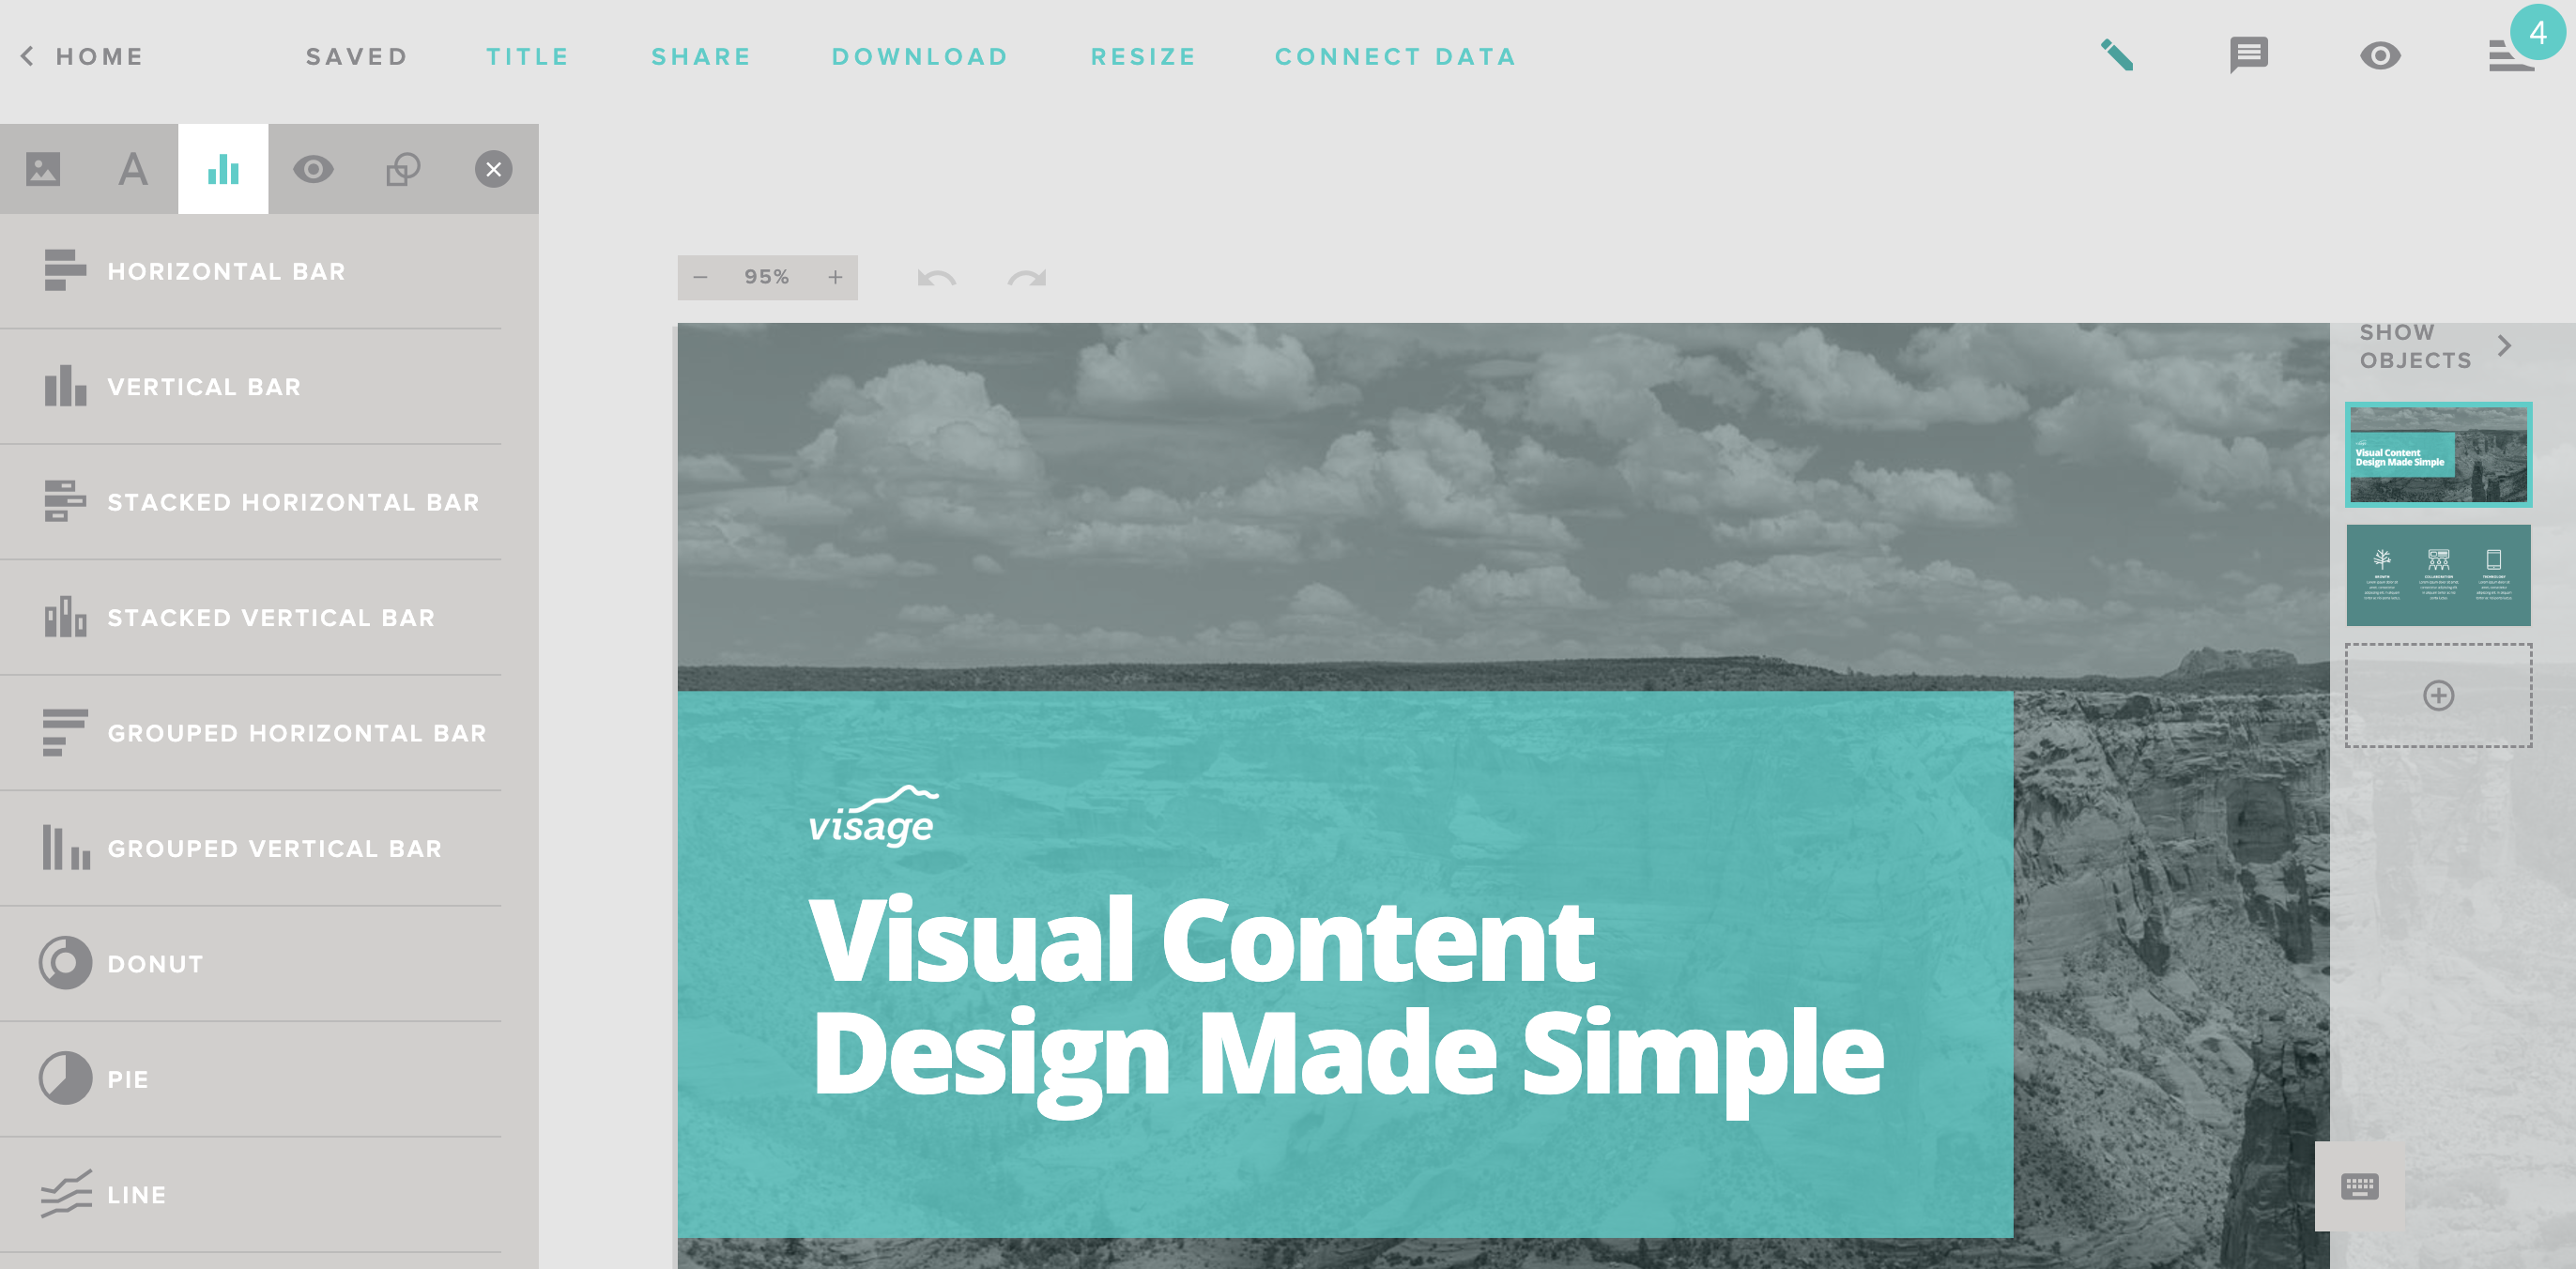 HOME
SAVED
TITLE
SHARE
DOWNLOAD
RESIZE
CONNECT DATA
4
A
HORIZONTAL BAR
VERTICAL BAR
STACKED HORIZONTAL BAR
STACKED VERTICAL BAR
GROUPED HORIZONTAL BAR
GROUPED VERTICAL BAR
DONUT
PIE
LINE
95%
visage
Visual Content
Design Made Simple
SHOW
OBJECTS
Visual Content
Design Made Simple